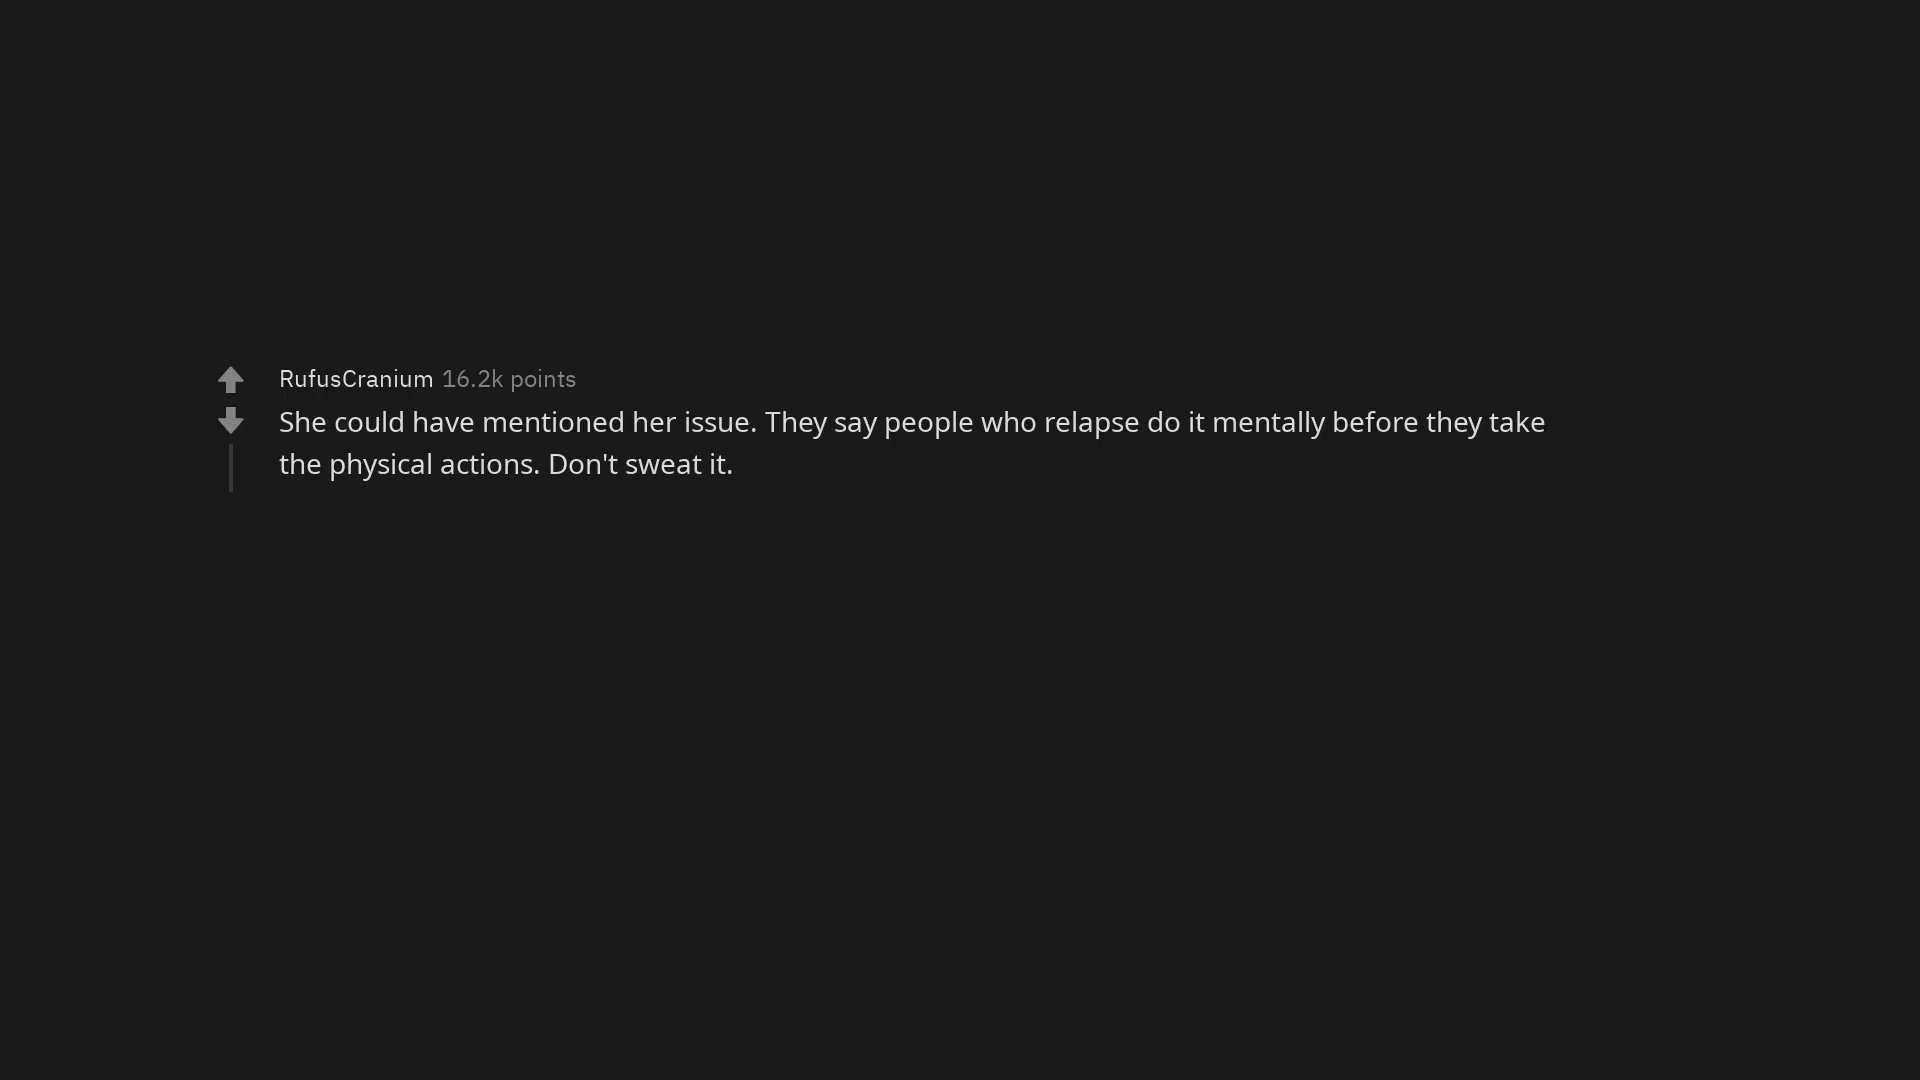 RufusCranium 16.2k points
She could have mentioned her issue. They say people who relapse do it mentally before they take
the physical actions. Don't sweat it.